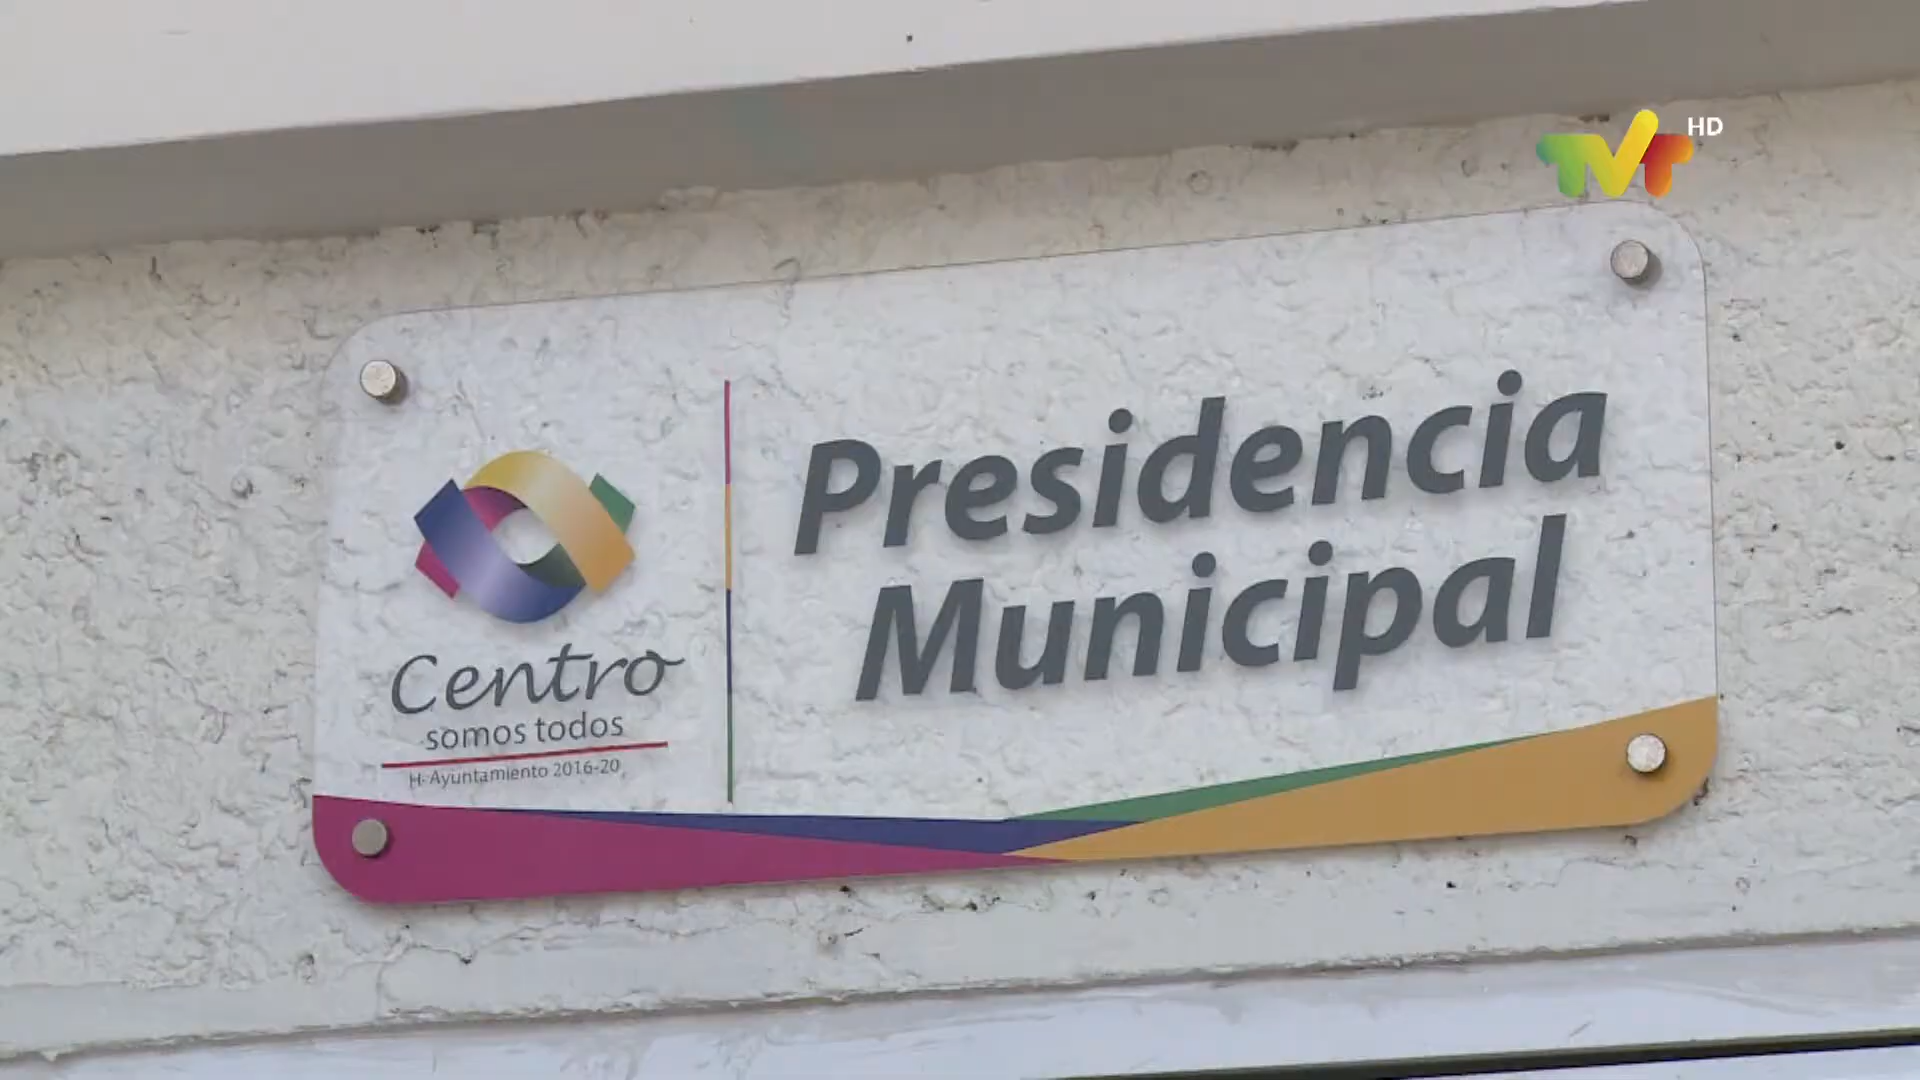 TVT HD
Presidencia
Municipal
Centro
somos todos
H. Ayuntamiento 2016-20